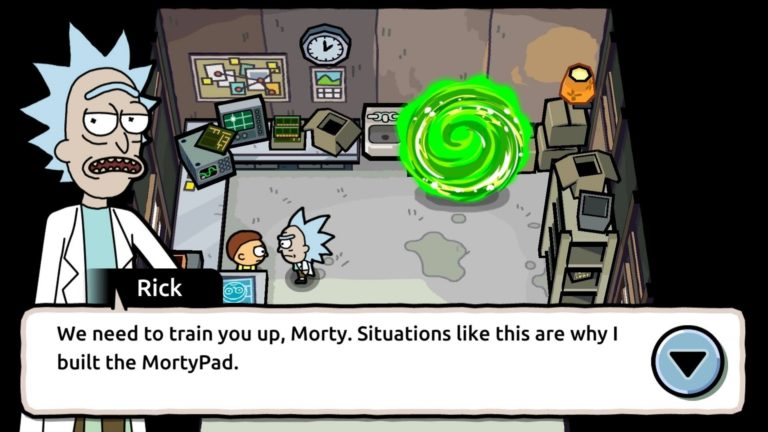 Rick
We need to train you up, Morty. Situations like this are why I
built the MortyPad.